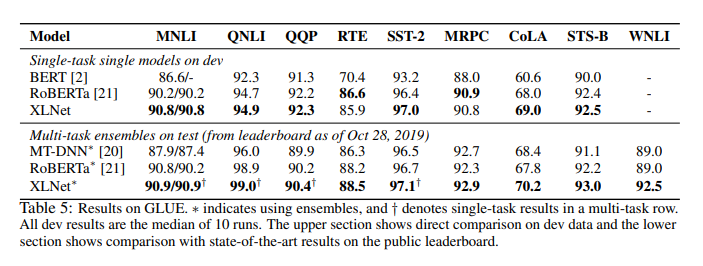 Model MNLI QNLI QQP RTE SST-2 MRPC CoLA STS-B WNLI
Single-task single models on dev
BERT [2] 86.6/- 92.3 91.3 70.4 93.2 88.0 60.6 90.0 -
RoBERTa [21] 90.2/90.2 94.7 92.2 86.6 96.4 90.9 68.0 92.4 -
XLNet 90.8/90.8 94.9 92.3 85.9 97.0 90.8 69.0 92.5 -
Multi-task ensembles on test (from leaderboard as of Oct 28, 2019)
MT-DNN* [20] 87.9/87.4 96.0 89.9 86.3 96.5 92.7 68.4 91.1 89.0
RoBERTa* [21] 90.8/90.2 98.9 90.2 88.2 96.7 92.3 67.8 92.2 89.0
XLNet* 90.9/90.9† 99.0† 90.4† 88.5 97.1† 92.9 70.2 93.0 92.5
Table 5: Results on GLUE. * indicates using ensembles, and † denotes single-task results in a multi-task row.
All dev results are the median of 10 runs. The upper section shows direct comparison on dev data and the lower
section shows comparison with state-of-the-art results on the public leaderboard.